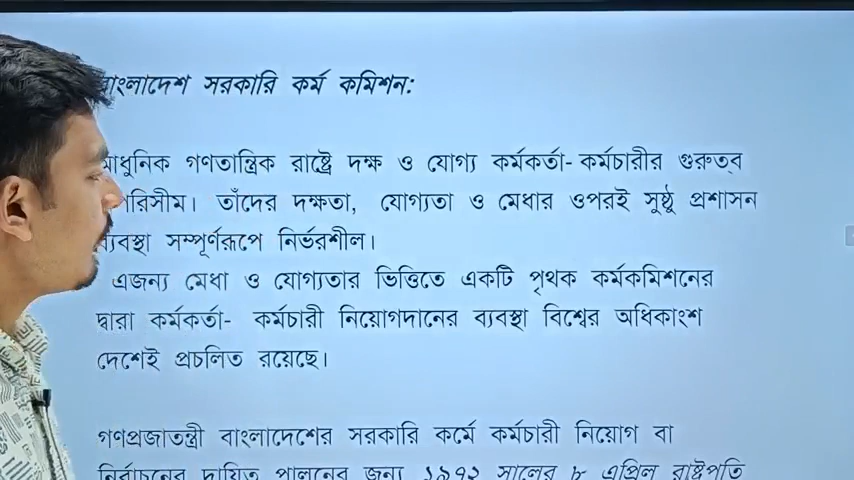 বাংলাদেশ সরকারি কর্ম কমিশন:
আধুনিক গণতান্ত্রিক রাষ্ট্রে দক্ষ ও যোগ্য কর্মকর্তা- কর্মচারীর গুরুত্ব
অপরিসীম। তাঁদের দক্ষতা, যোগ্যতা ও মেধার ওপরই সুষ্ঠু প্রশাসন
ব্যবস্থা সম্পূর্ণরূপে নির্ভরশীল।
এজন্য মেধা ও যোগ্যতার ভিত্তিতে একটি পৃথক কর্মকমিশনের
দ্বারা কর্মকর্তা- কর্মচারী নিয়োগদানের ব্যবস্থা বিশ্বের অধিকাংশ
দেশেই প্রচলিত রয়েছে।
গণপ্রজাতন্ত্রী বাংলাদেশের সরকারি কর্মে কর্মচারী নিয়োগ বা
নির্বাচনের দায়িত্ব পালনের জন্য ১৯৭২ সালের ৮ এপ্রিল রাষ্ট্রপতি